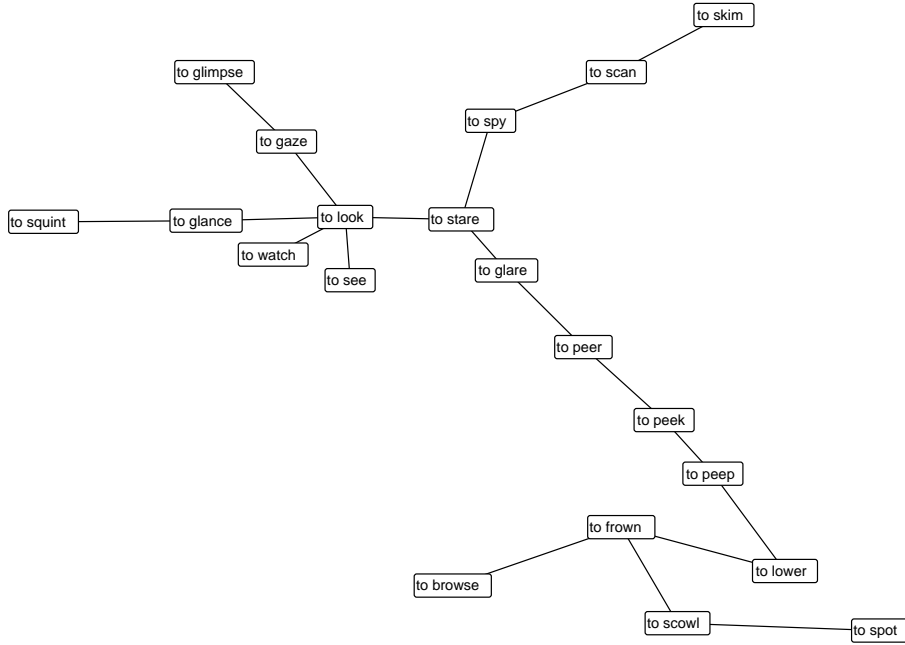 to skim
to glimpse
to scan
to spy
to gaze
to squint
to glance
to look
to stare
to watch
to see
to glare
to peer
to peek
to peep
to frown
to browse
to lower
to scowl
to spot